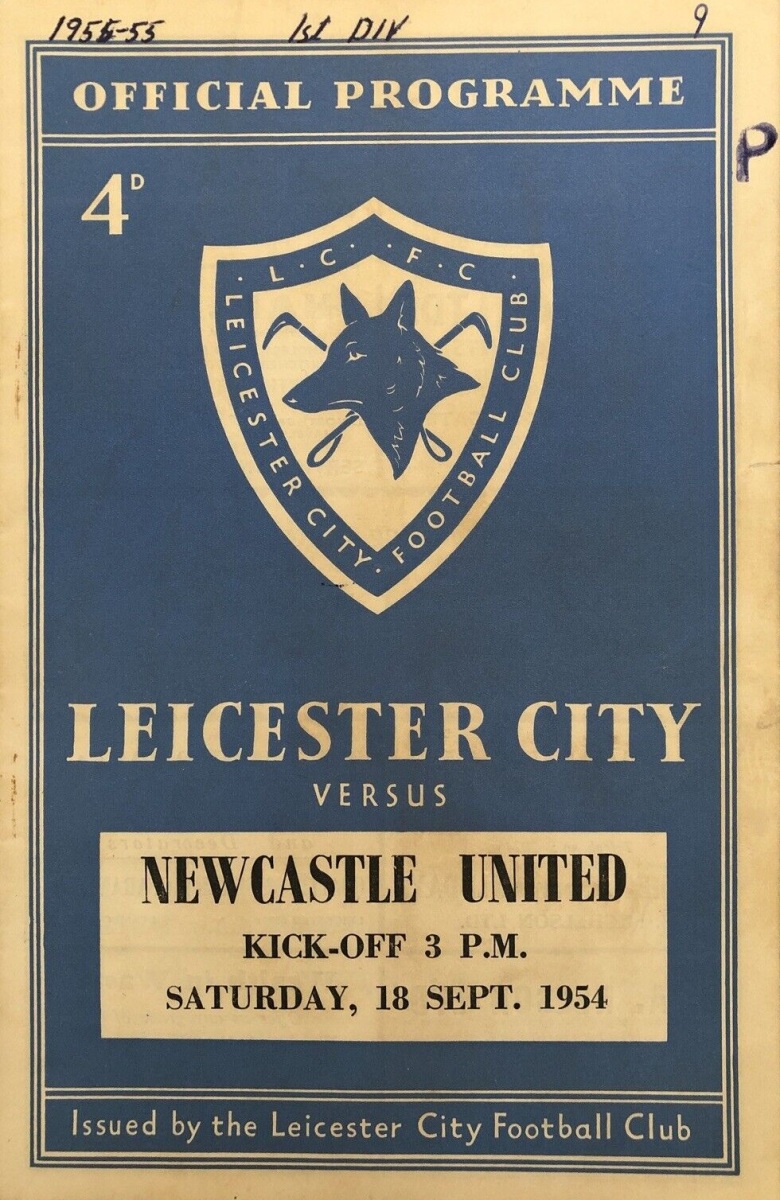 1954-55 1st DIV 9
OFFICIAL PROGRAMME
P
4D
· L · C · · F · C ·
LEICESTER CITY · FOOTBALL CLUB
LEICESTER CITY
VERSUS
NEWCASTLE UNITED
KICK-OFF 3 P.M.
SATURDAY, 18 SEPT. 1954
Issued by the Leicester City Football Club